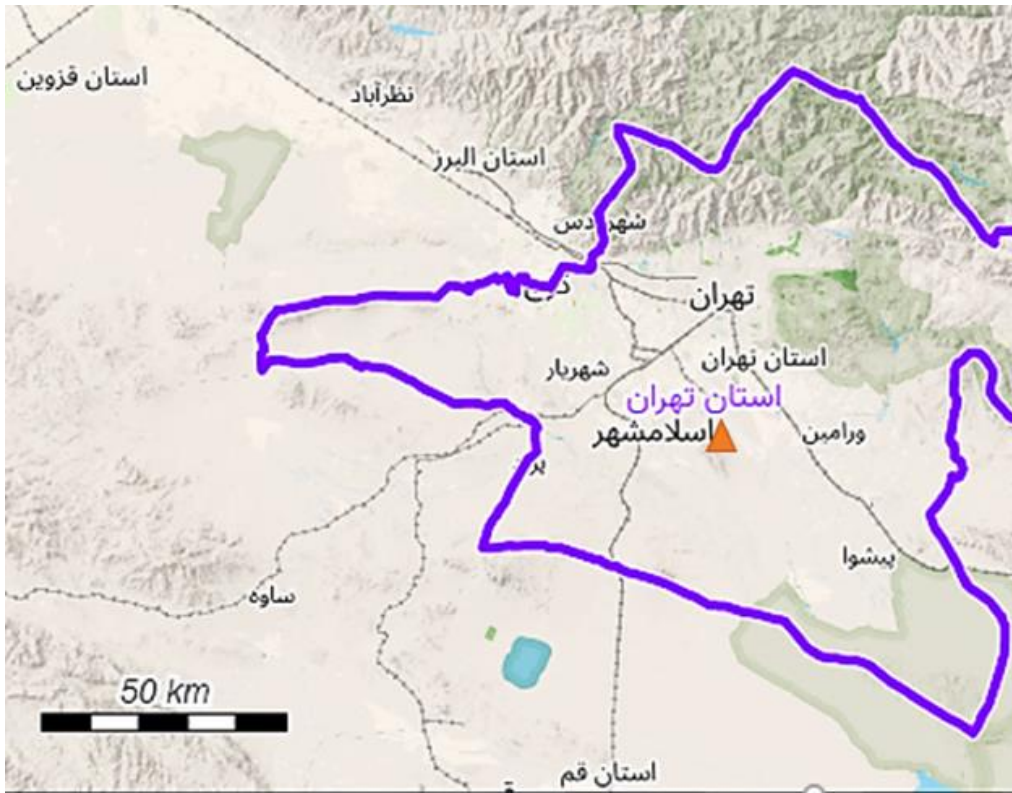 استان قزوین
نظرآباد
استان البرز
تهران
استان تهران
شهریار
استان تهران
اسلامشهر
ورامین
پیشوا
ساوه
50 km
استان قم